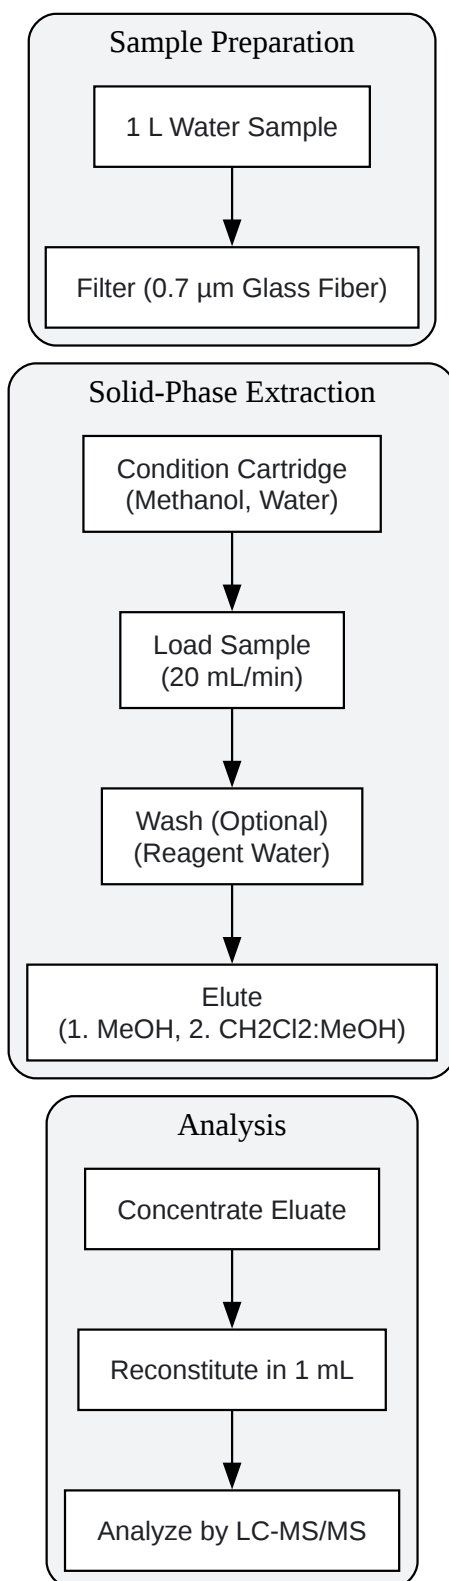 Sample Preparation
1 L Water Sample
Filter (0.7 µm Glass Fiber)
Solid-Phase Extraction
Condition Cartridge
(Methanol, Water)
Load Sample
(20 mL/min)
Wash (Optional)
(Reagent Water)
Elute
(1. MeOH, 2. CH2Cl2:MeOH)
Analysis
Concentrate Eluate
Reconstitute in 1 mL
Analyze by LC-MS/MS